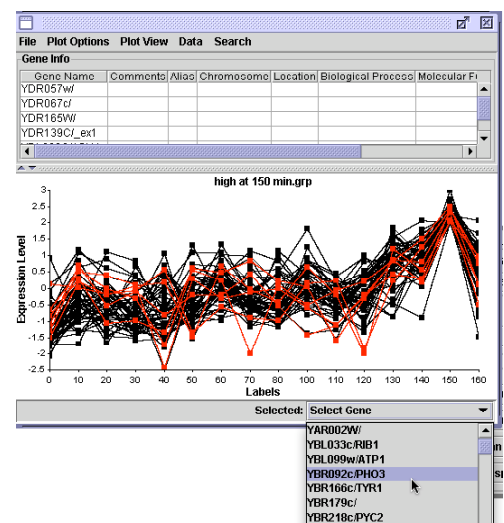 File Plot Options Plot View Data Search
Gene Info
Gene Name Comments Alias Chromosome Location Biological Process Molecular
YDR057w/
YDR067c/
YDR165W/
YDR139C/_ex1
high at 150 min.grp
Expression Level
3
2.5
2
1.5
1
0.5
0
-0.5
-1
-1.5
-2
-2.5
0 10 20 30 40 50 60 70 80 90 100 110 120 130 140 150 160
Labels
Selected: Select Gene
YAR002W/
YBL033c/RIB1
YBL099w/ATP1
YBR092c/PHO3
YBR166c/TYR1
YBR179c/
YBR218c/PYC2